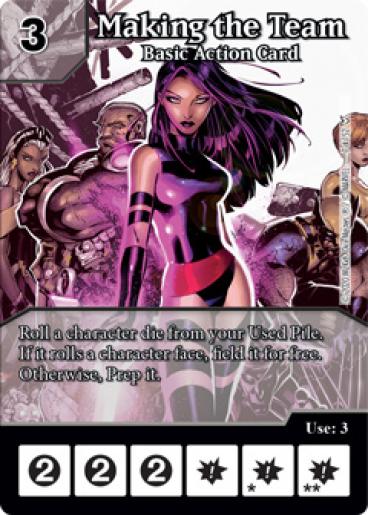 3
Making the Team
Basic Action Card
Roll a character die from your Used Pile.
If it rolls a character face, field it for free.
Otherwise, Prep it.
Use: 3
2 2 2 ! ! !
* **